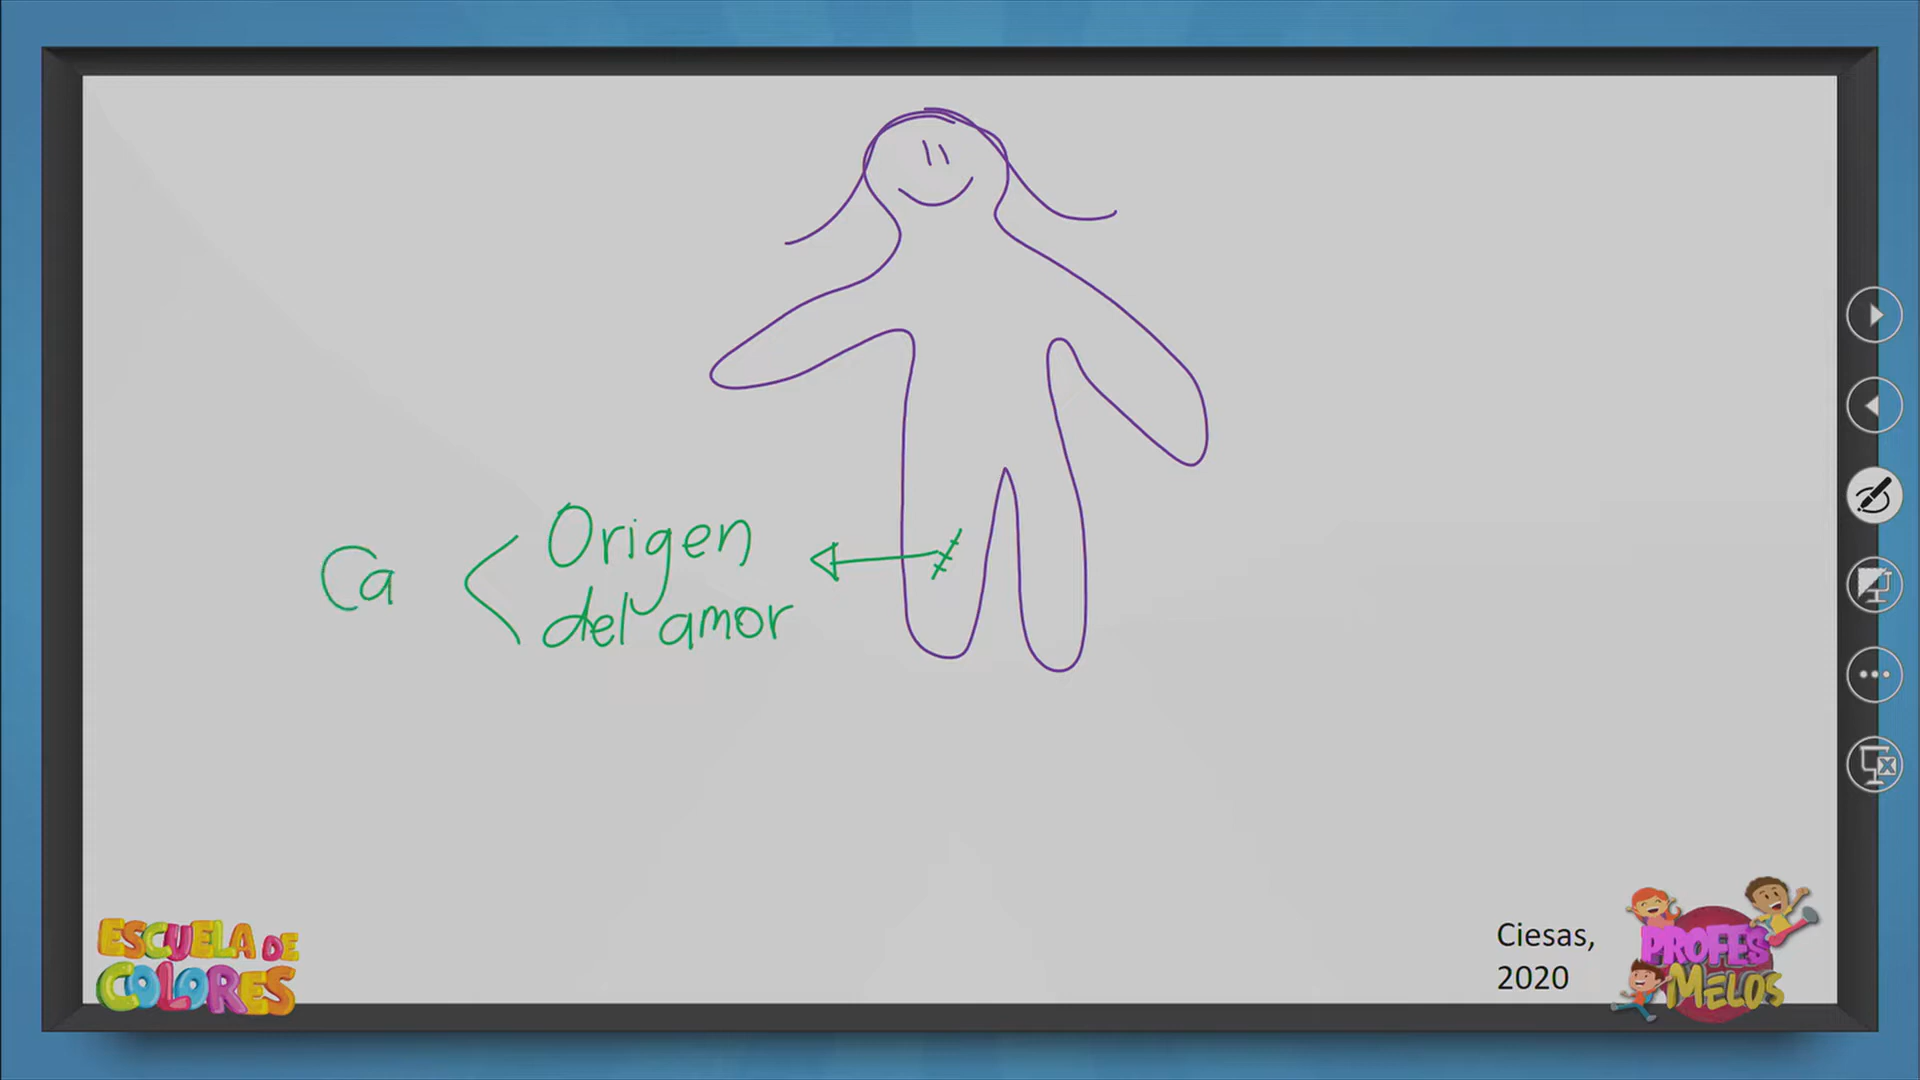 Origen
Ca
del amor
ESCUELA DE
COLORES
Ciesas,
2020
PROFES
MELOS